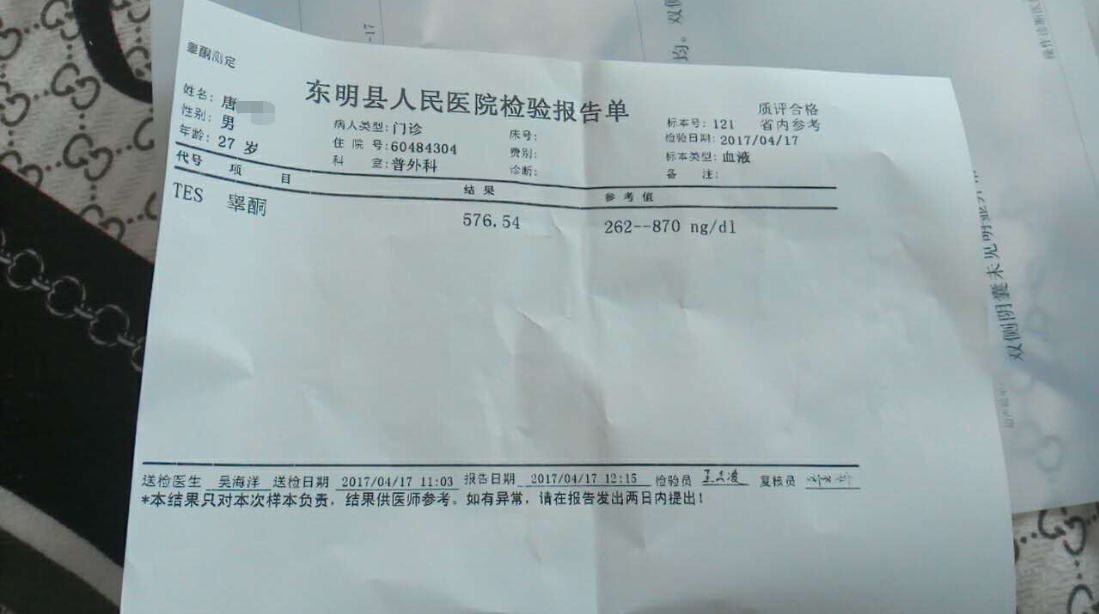 睾酮测定
东明县人民医院检验报告单
质评合格
省内参考
姓名: 唐
性别: 男
年龄: 27 岁
病人类型: 门诊
住院号: 60484304
科室: 普外科
床号:
费别:
诊断:
标本号: 121
检验日期: 2017/04/17
标本类型: 血液
备注:
代号 项目 结果 参考值
TES 睾酮 576.54 262--870 ng/dl
送检医生 吴海洋 送检日期 2017/04/17 11:03 报告日期 2017/04/17 12:15 检验员 复核员
*本结果只对本次样本负责, 结果供医师参考, 如有异常, 请在报告发出两日内提出!
-17
双侧
均。
双侧阴囊未见明显